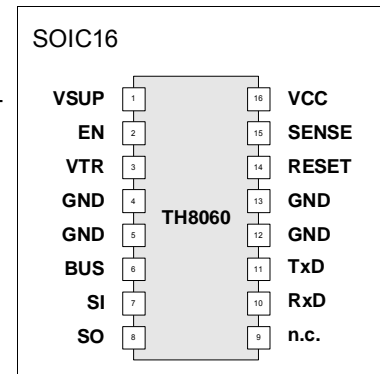 SOIC16
VSUP 1 16 VCC
EN 2 15 SENSE
VTR 3 14 RESET
GND 4 13 GND
GND 5 12 GND
TH8060
BUS 6 11 TxD
SI 7 10 RxD
SO 8 9 n.c.